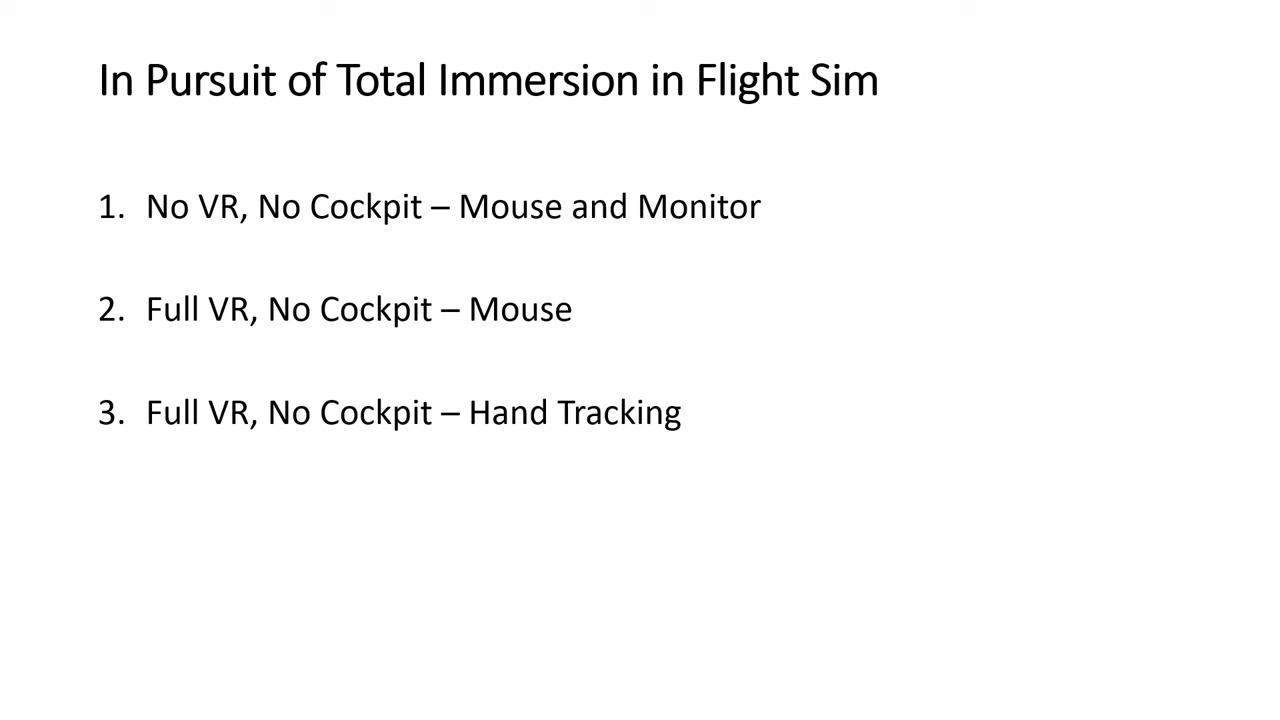 In Pursuit of Total Immersion in Flight Sim
1. No VR, No Cockpit – Mouse and Monitor
2. Full VR, No Cockpit – Mouse
3. Full VR, No Cockpit – Hand Tracking